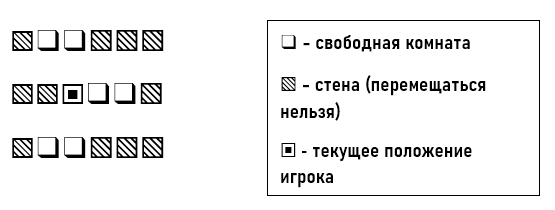 ▧❏❏▧▧▧
▧▧▣❏❏▧
▧❏❏▧▧▧
❏ - свободная комната
▧ - стена (перемещаться
нельзя)
▣ - текущее положение
игрока